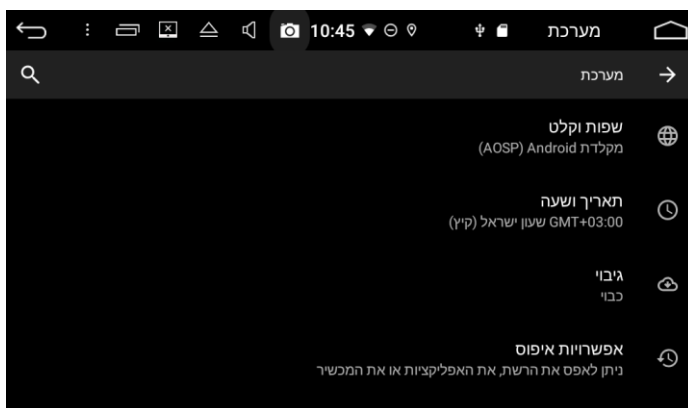 10:45
מערכת
מערכת
שפות וקלט
מקלדת Android (AOSP)
תאריך ושעה
GMT+03:00 שעון ישראל (קיץ)
גיבוי
כבוי
אפשרויות איפוס
ניתן לאפס את הרשת, את האפליקציות או את המכשיר